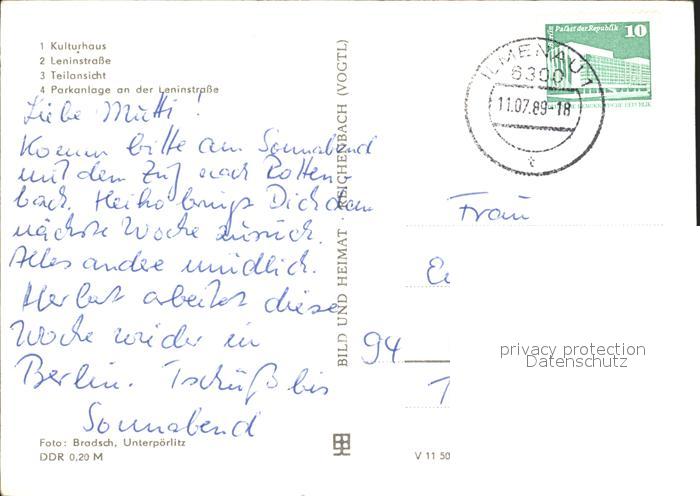 1 Kulturhaus
2 Leninstraße
3 Teilansicht
4 Parkanlage an der Leninstraße
Liebe Mutti!
Komm bitte am Sonnabend
mit dem Zug nach Rotten-
bach. Heiko bringt Dich dann
nächste Woche zurück.
Alles andre mündlich.
Herbert arbeitet diese
Woche wieder in
Berlin. Tschüß bis
Sonnabend
Foto: Bradsch, Unterpörlitz
DDR 0,20 M
BILD UND HEIMAT REICHENBACH (VOGTL)
V 11 50
Palast der Republik 10
ILMENAU 1
6300
11.07.89-18
t
Frau
94
privacy protection
Datenschutz